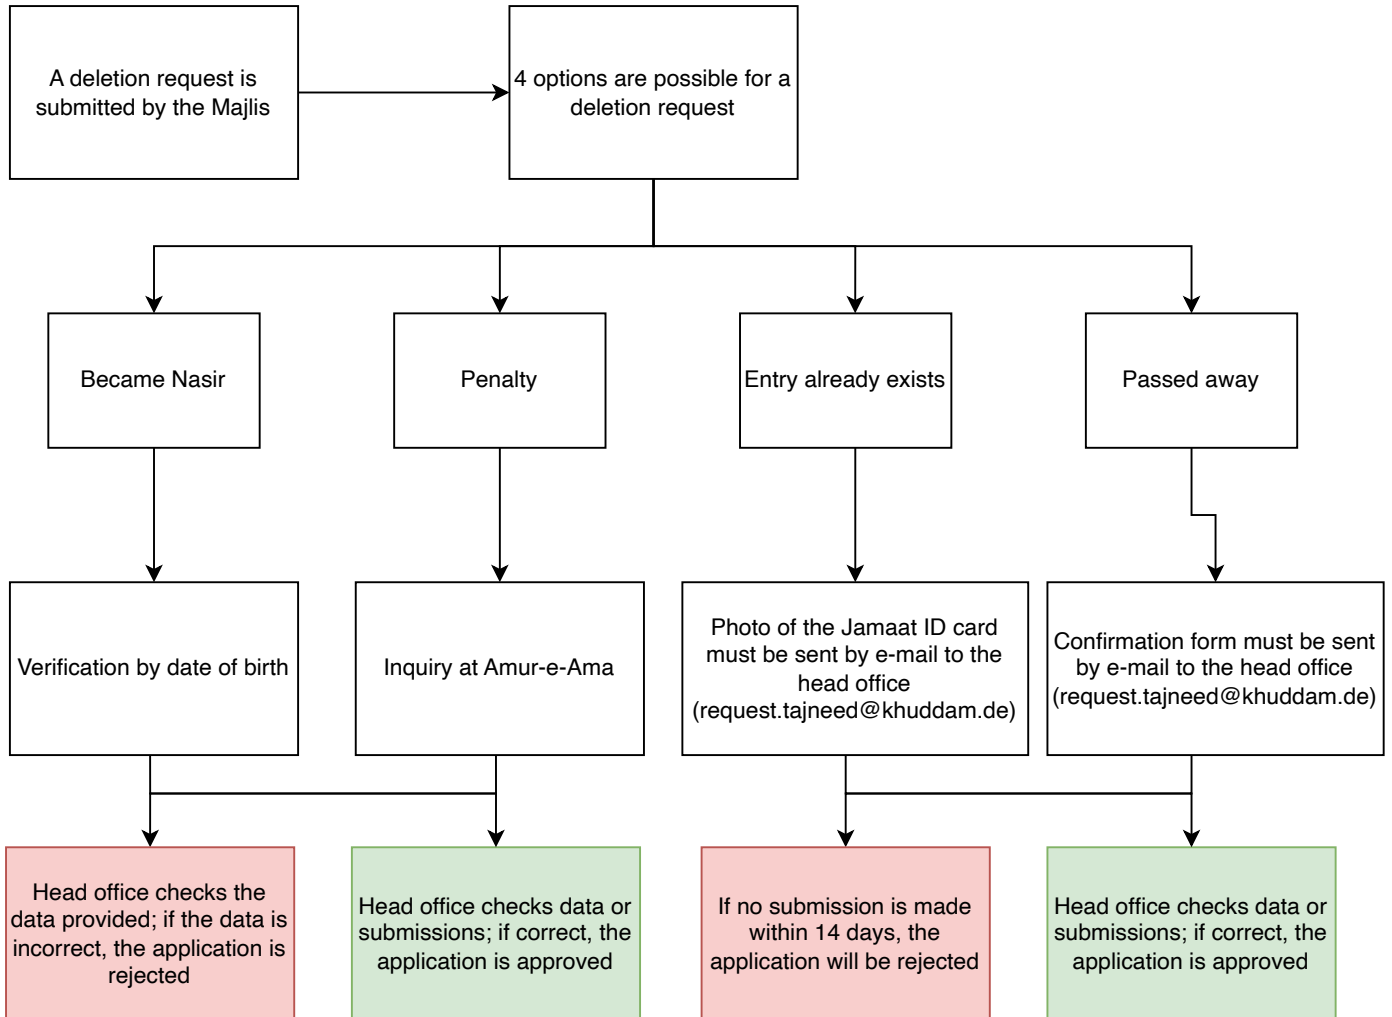 A deletion request is
submitted by the Majlis
4 options are possible for a
deletion request
Became Nasir
Penalty
Entry already exists
Passed away
Verification by date of birth
Inquiry at Amur-e-Ama
Photo of the Jamaat ID card
must be sent by e-mail to the
head office
(request.tajneed@khuddam.de)
Confirmation form must be sent
by e-mail to the head office
(request.tajneed@khuddam.de)
Head office checks the
data provided; if the data is
incorrect, the application is
rejected
Head office checks data or
submissions; if correct, the
application is approved
If no submission is made
within 14 days, the
application will be rejected
Head office checks data or
submissions; if correct, the
application is approved